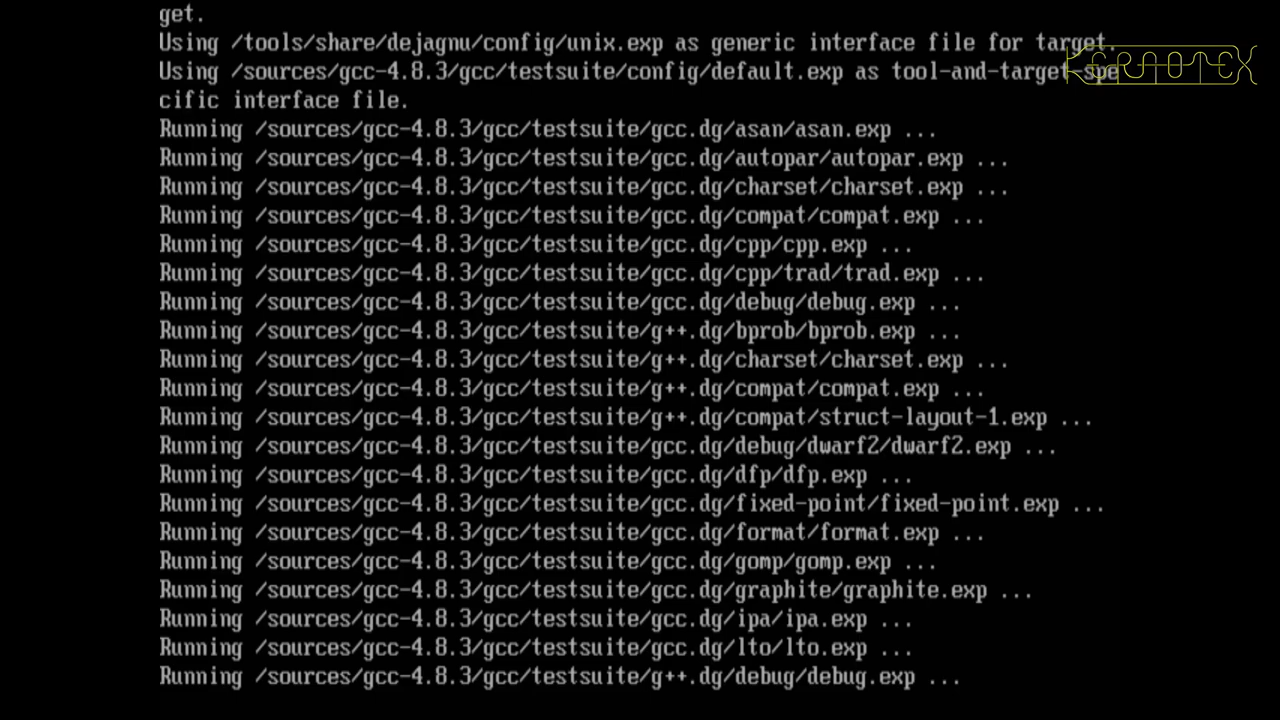 get.
Using /tools/share/dejagnu/config/unix.exp as generic interface file for target.
Using /sources/gcc-4.8.3/gcc/testsuite/config/default.exp as tool-and-target-spe
cific interface file.
Running /sources/gcc-4.8.3/gcc/testsuite/gcc.dg/asan/asan.exp ...
Running /sources/gcc-4.8.3/gcc/testsuite/gcc.dg/autopar/autopar.exp ...
Running /sources/gcc-4.8.3/gcc/testsuite/gcc.dg/charset/charset.exp ...
Running /sources/gcc-4.8.3/gcc/testsuite/gcc.dg/compat/compat.exp ...
Running /sources/gcc-4.8.3/gcc/testsuite/gcc.dg/cpp/cpp.exp ...
Running /sources/gcc-4.8.3/gcc/testsuite/gcc.dg/cpp/trad/trad.exp ...
Running /sources/gcc-4.8.3/gcc/testsuite/gcc.dg/debug/debug.exp ...
Running /sources/gcc-4.8.3/gcc/testsuite/g++.dg/bprob/bprob.exp ...
Running /sources/gcc-4.8.3/gcc/testsuite/g++.dg/charset/charset.exp ...
Running /sources/gcc-4.8.3/gcc/testsuite/g++.dg/compat/compat.exp ...
Running /sources/gcc-4.8.3/gcc/testsuite/g++.dg/compat/struct-layout-1.exp ...
Running /sources/gcc-4.8.3/gcc/testsuite/gcc.dg/debug/dwarf2/dwarf2.exp ...
Running /sources/gcc-4.8.3/gcc/testsuite/gcc.dg/dfp/dfp.exp ...
Running /sources/gcc-4.8.3/gcc/testsuite/gcc.dg/fixed-point/fixed-point.exp ...
Running /sources/gcc-4.8.3/gcc/testsuite/gcc.dg/format/format.exp ...
Running /sources/gcc-4.8.3/gcc/testsuite/gcc.dg/gomp/gomp.exp ...
Running /sources/gcc-4.8.3/gcc/testsuite/gcc.dg/graphite/graphite.exp ...
Running /sources/gcc-4.8.3/gcc/testsuite/gcc.dg/ipa/ipa.exp ...
Running /sources/gcc-4.8.3/gcc/testsuite/gcc.dg/lto/lto.exp ...
Running /sources/gcc-4.8.3/gcc/testsuite/g++.dg/debug/debug.exp ...